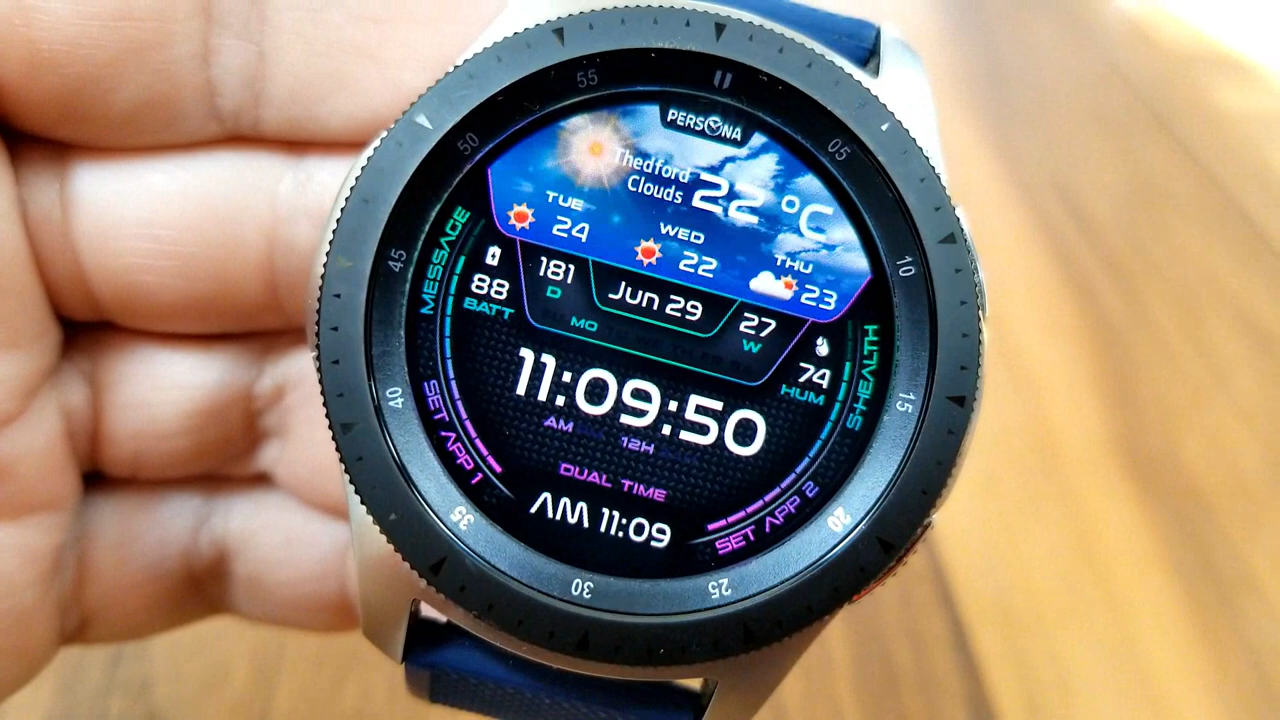 55
05
50
10
45
15
40
20
35
25
30
PERSONA
Thedford
Clouds
22 °C
TUE
24
WED
22
THU
23
MESSAGE
88
BATT
181
D
Jun 29
27
W
MO
74
HUM
S-HEALTH
11:09:50
AM
12H
SET APP 1
DUAL TIME
AM 11:09
SET APP 2